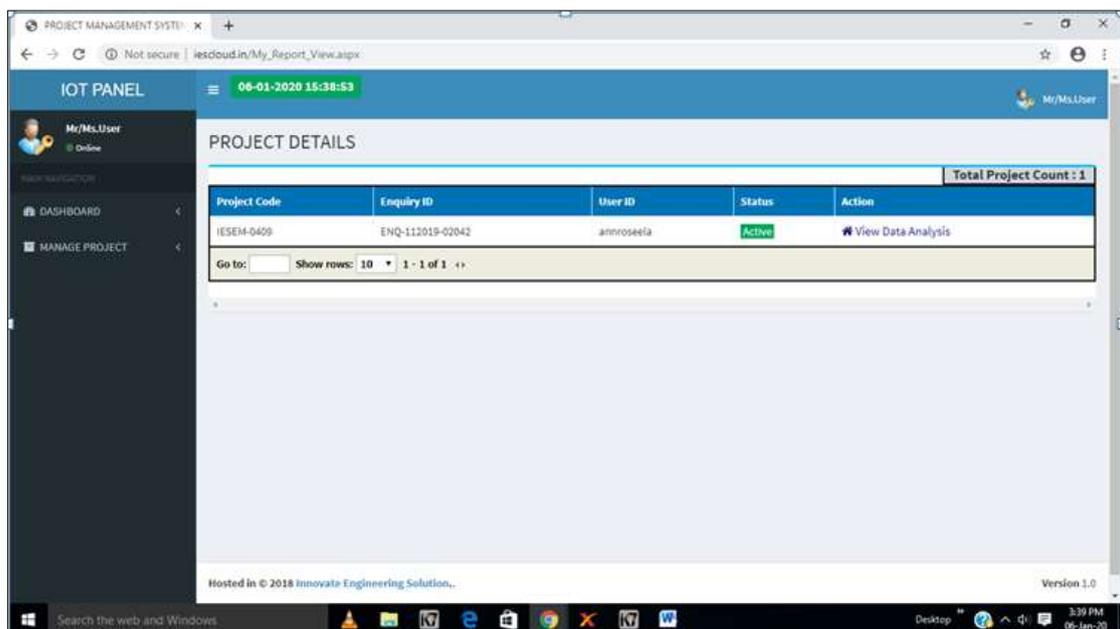 PROJECT MANAGEMENT SYSTE
Not secure | iescloud.in/My_Report_View.aspx
IOT PANEL
06-01-2020 15:38:53
Mr/Ms.User
Mr/Ms.User
Online
MAIN NAVIGATION
DASHBOARD
MANAGE PROJECT
PROJECT DETAILS
Total Project Count : 1
Project Code Enquiry ID User ID Status Action
IESEM-0409 ENQ-112019-02042 annroseela Active View Data Analysis
Go to: Show rows: 10 1 - 1 of 1
Hosted in © 2018 Innovate Engineering Solution,.
Version 1.0
Search the web and Windows
Desktop
3:39 PM
06-Jan-20